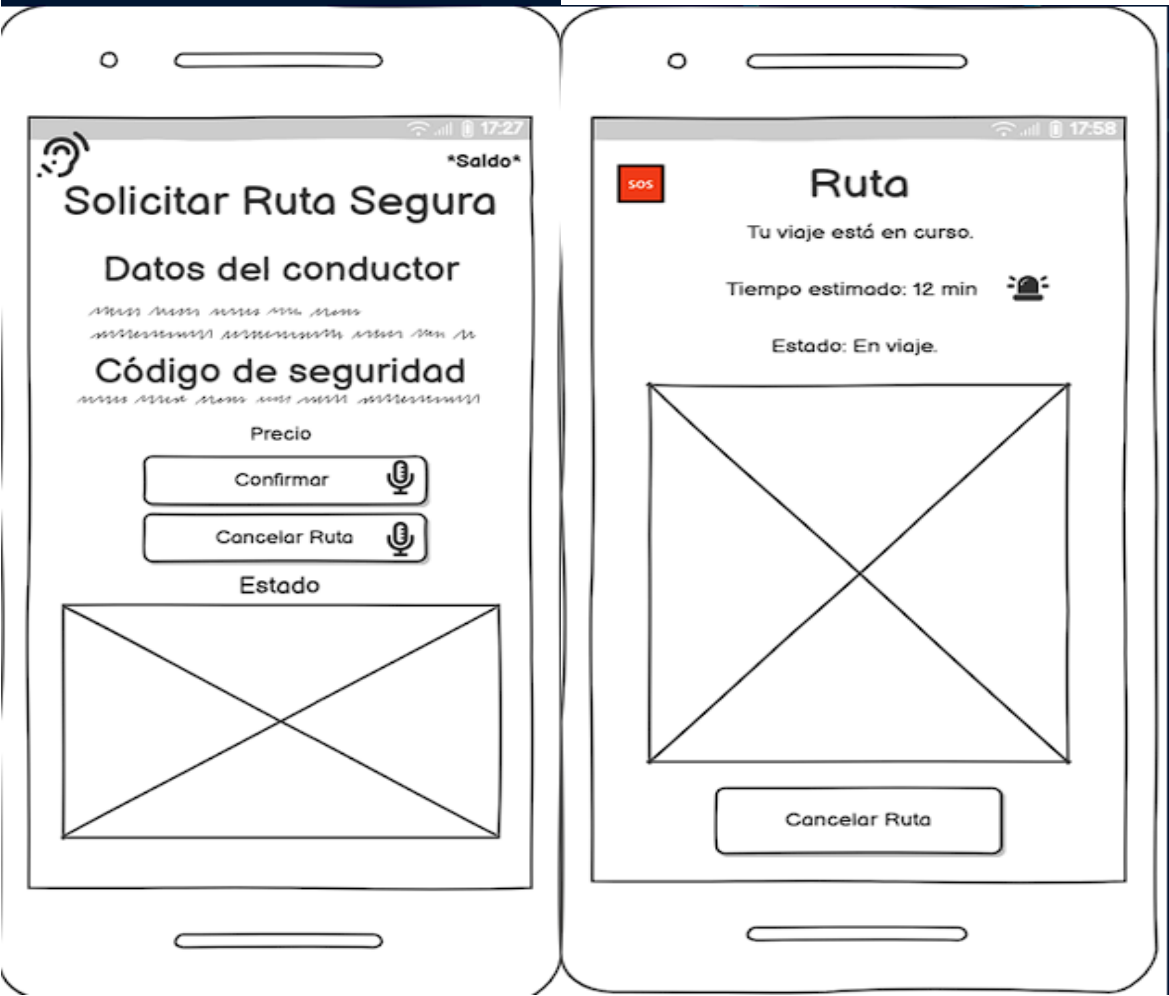 17:27
*Saldo*
Solicitar Ruta Segura
Datos del conductor
Código de seguridad
Precio
Confirmar
Cancelar Ruta
Estado
17:58
SOS
Ruta
Tu viaje está en curso.
Tiempo estimado: 12 min
Estado: En viaje.
Cancelar Ruta